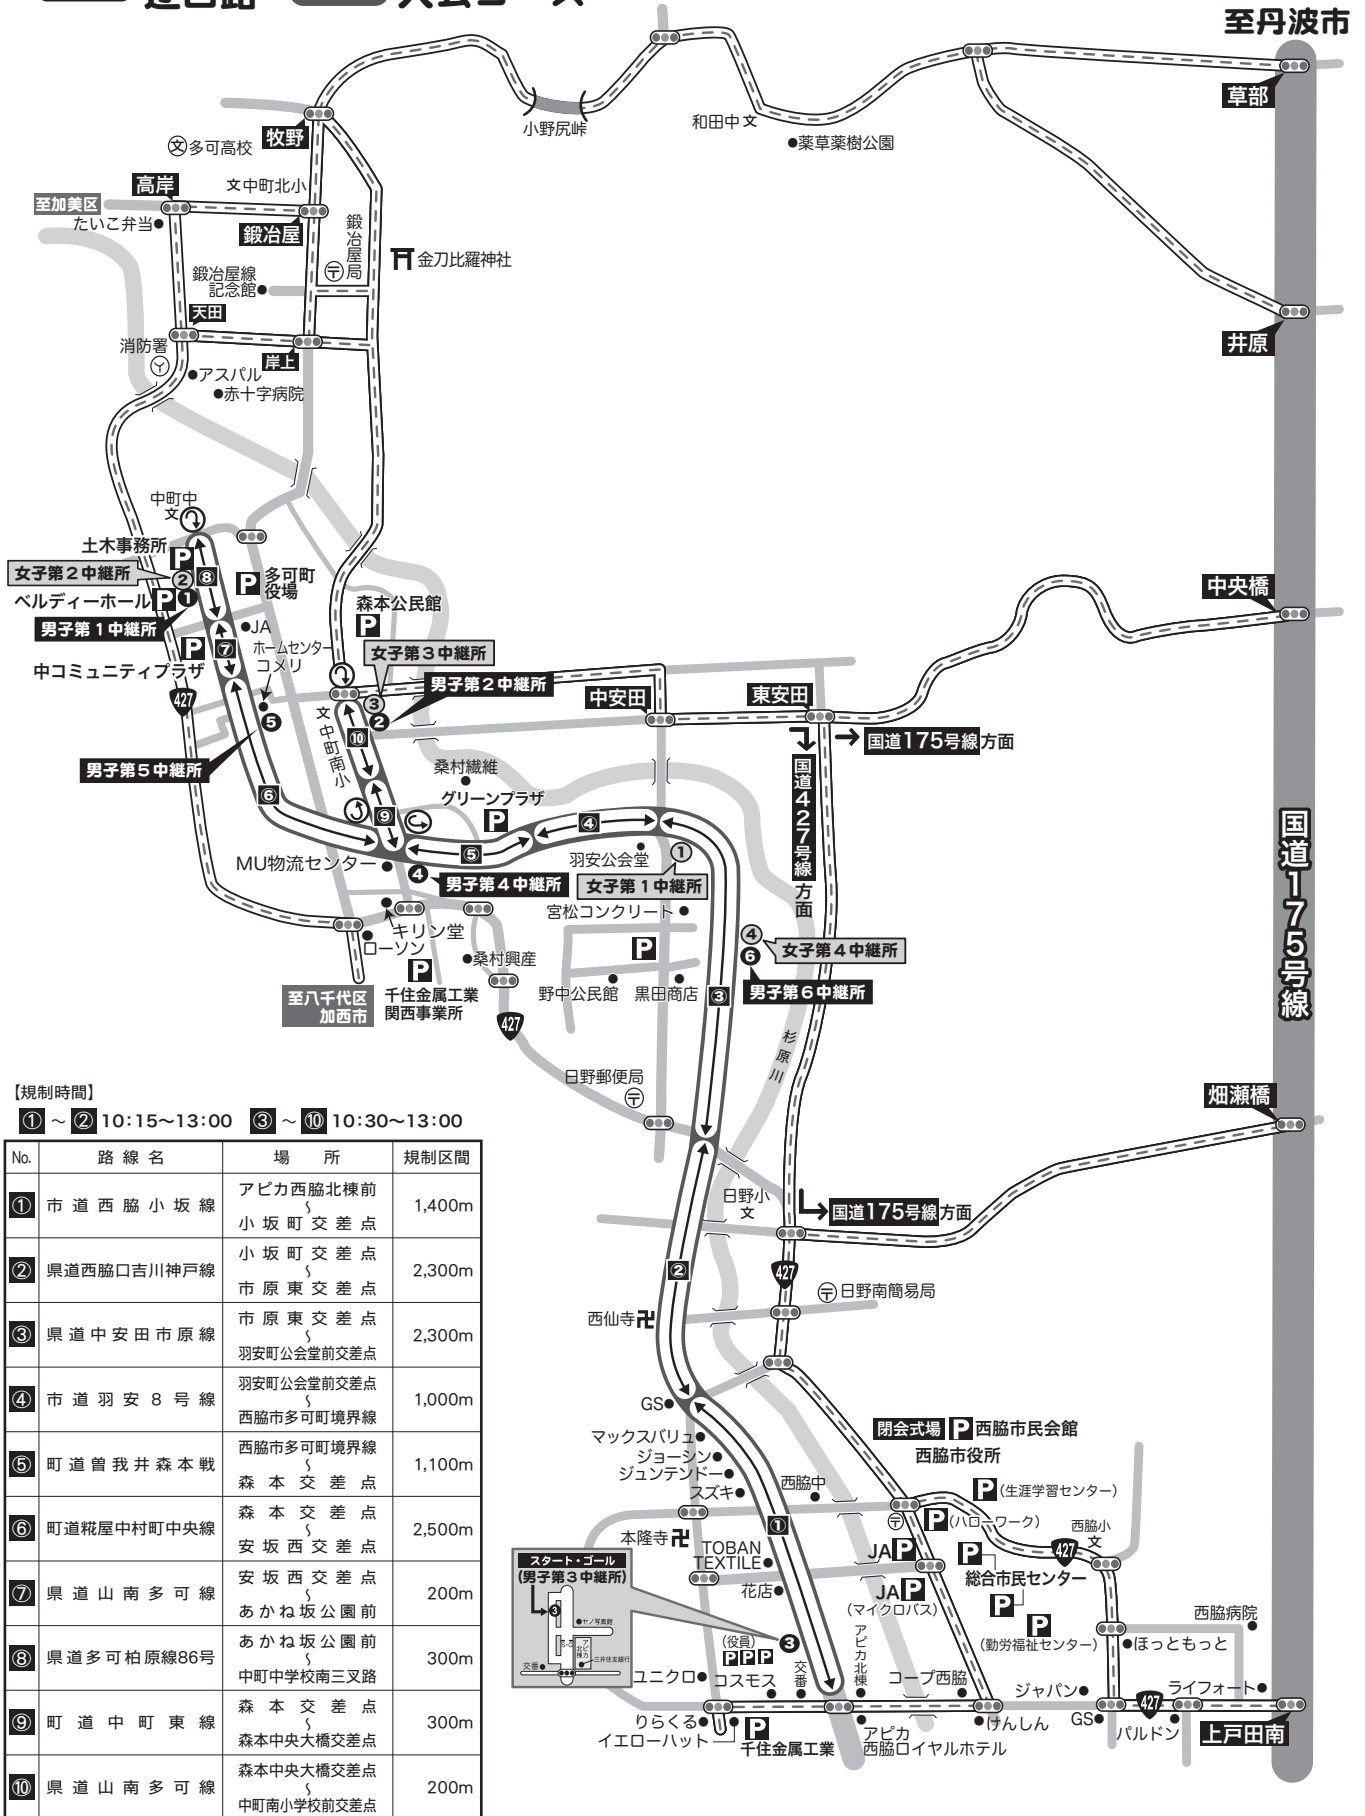 至丹波市
草部
小野尻峠
和田中 文
●薬草薬樹公園
牧野
文 多可高校
高岸
文 中町北小
至加美区
たいこ弁当●
鍛冶屋
鍛冶屋局
金刀比羅神社
鍛冶屋線
記念館●
天田
井原
消防署
岸上
●アスパル
●赤十字病院
中町中
文
土木事務所
P
女子第2中継所
②
⑧
P
多可町
役場
ベルディーホール P ❶
森本公民館
P
中央橋
男子第1中継所
●JA
P
⑦
ホームセンター
コメリ
女子第3中継所
中コミュニティプラザ
男子第2中継所
427
③
❷
中安田
東安田
❺
文 中町南小
⑩
国道175号線 方面
男子第5中継所
桑村繊維
国道427号線 方面
グリーンプラザ
P
⑥
⑨
④
国道175号線
MU物流センター●
⑤
羽安公会堂
①
❹
男子第4中継所
女子第1中継所
宮松コンクリート●
キリン堂
④
女子第4中継所
ローソン
●桑村興産
P
❻
P
至八千代区
加西市
千住金属工業
関西事業所
野中公民館
黒田商店
③
男子第6中継所
427
杉原川
日野郵便局
畑瀬橋
【規制時間】
① ~ ② 10:15~13:00 ③ ~ ⑩ 10:30~13:00
No. 路線名 場所 規制区間
① 市道西脇小坂線 アピカ西脇北棟前 ~ 小坂町交差点 1,400m
② 県道西脇口吉川神戸線 小坂町交差点 ~ 市原東交差点 2,300m
③ 県道中安田市原線 市原東交差点 ~ 羽安町公会堂前交差点 2,300m
④ 市道羽安8号線 羽安町公会堂前交差点 ~ 西脇市多可町境界線 1,000m
⑤ 町道曽我井森本戦 西脇市多可町境界線 ~ 森本交差点 1,100m
⑥ 町道糀屋中村町中央線 森本交差点 ~ 安坂西交差点 2,500m
⑦ 県道山南多可線 安坂西交差点 ~ あかね坂公園前 200m
⑧ 県道多可柏原線86号 あかね坂公園前 ~ 中町中学校南三叉路 300m
⑨ 町道中町東線 森本交差点 ~ 森本中央大橋交差点 300m
⑩ 県道山南多可線 森本中央大橋交差点 ~ 中町南小学校前交差点 200m
日野小
文
国道175号線 方面
②
427
日野南簡易局
西仙寺
GS●
マックスバリュ●
ジョーシン●
ジュンテンドー●
スズキ●
閉会式場 P 西脇市民会館
西脇市役所
西脇中
P (生涯学習センター)
①
P (ハローワーク)
西脇小
文
本隆寺
427
TOBAN
TEXTILE●
JA P
P
総合市民センター
スタート・ゴール
(男子第3中継所)
花店●
JA P
(マイクロバス)
P
P
(勤労福祉センター)
西脇病院
❸
●ヤノ写真館
アピカ北棟
三井住友銀行
交番●
❸
(役員)
P P P
●ほっともっと
ユニクロ●
コスモス
交番
アピカ北棟
コープ西脇
ジャパン●
ライフォート●
りらくる●
イエローハット
P
千住金属工業
アピカ
西脇ロイヤルホテル
●けんしん
GS●
427
パルドン
上戸田南